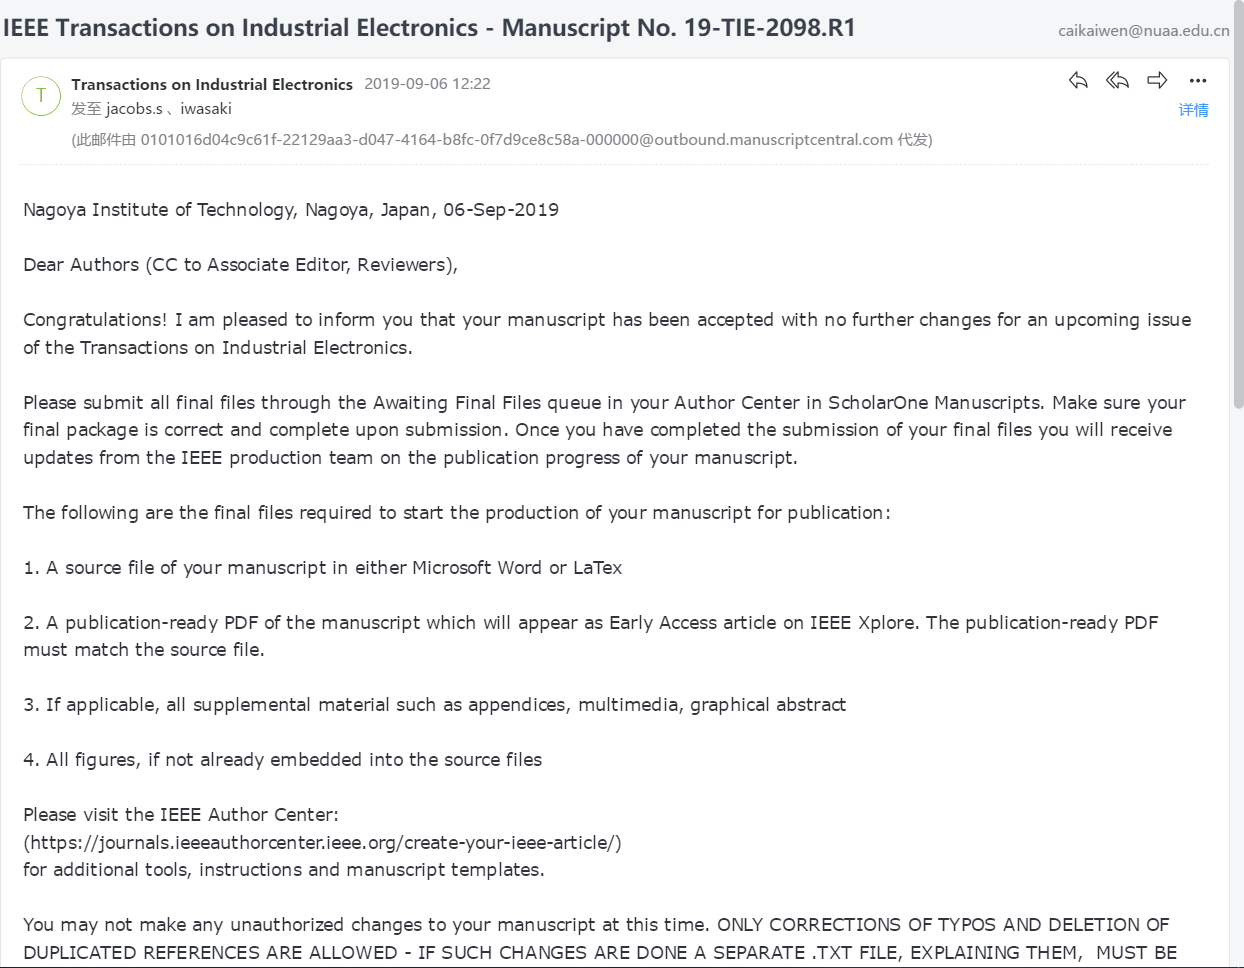 IEEE Transactions on Industrial Electronics - Manuscript No. 19-TIE-2098.R1
caikaiwen@nuaa.edu.cn
T
Transactions on Industrial Electronics 2019-09-06 12:22
发至 jacobs.s 、iwasaki
详情
(此邮件由 0101016d04c9c61f-22129aa3-d047-4164-b8fc-0f7d9ce8c58a-000000@outbound.manuscriptcentral.com 代发)
Nagoya Institute of Technology, Nagoya, Japan, 06-Sep-2019
Dear Authors (CC to Associate Editor, Reviewers),
Congratulations! I am pleased to inform you that your manuscript has been accepted with no further changes for an upcoming issue
of the Transactions on Industrial Electronics.
Please submit all final files through the Awaiting Final Files queue in your Author Center in ScholarOne Manuscripts. Make sure your
final package is correct and complete upon submission. Once you have completed the submission of your final files you will receive
updates from the IEEE production team on the publication progress of your manuscript.
The following are the final files required to start the production of your manuscript for publication:
1. A source file of your manuscript in either Microsoft Word or LaTex
2. A publication-ready PDF of the manuscript which will appear as Early Access article on IEEE Xplore. The publication-ready PDF
must match the source file.
3. If applicable, all supplemental material such as appendices, multimedia, graphical abstract
4. All figures, if not already embedded into the source files
Please visit the IEEE Author Center:
(https://journals.ieeeauthorcenter.ieee.org/create-your-ieee-article/)
for additional tools, instructions and manuscript templates.
You may not make any unauthorized changes to your manuscript at this time. ONLY CORRECTIONS OF TYPOS AND DELETION OF
DUPLICATED REFERENCES ARE ALLOWED - IF SUCH CHANGES ARE DONE A SEPARATE .TXT FILE, EXPLAINING THEM, MUST BE